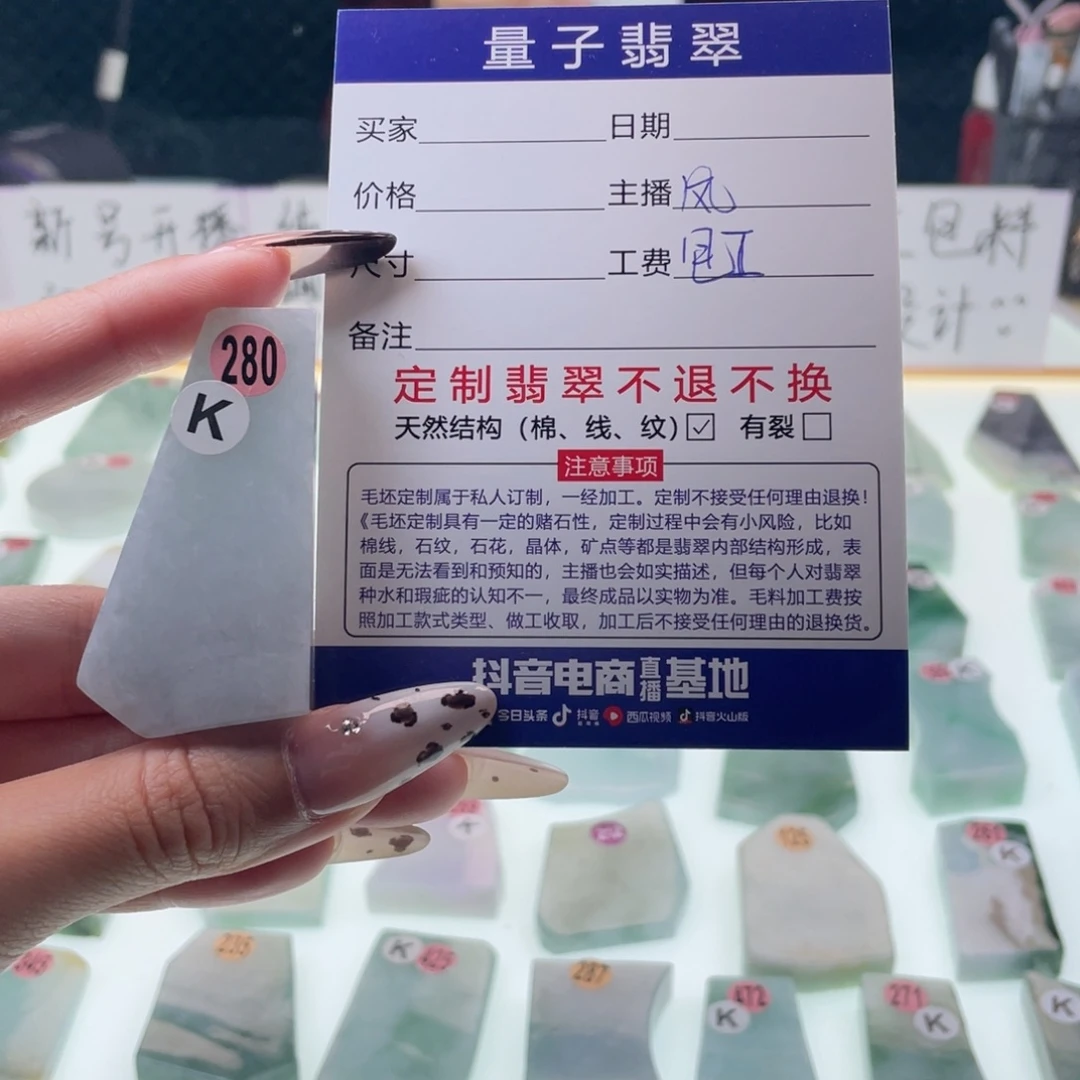 量子翡翠
买家 日期
价格 主播 风
尺寸 工费 包工
备注
定制翡翠不退不换
天然结构（棉、线、纹）☑ 有裂☐
注意事项
毛坯定制属于私人订制，一经加工。定制不接受任何理由退换！
《毛坯定制具有一定的赌石性，定制过程中会有小风险，比如
棉线，石纹，石花，晶体，矿点等都是翡翠内部结构形成，表
面是无法看到和预知的，主播也会如实描述，但每个人对翡翠
种水和瑕疵的认知不一，最终成品以实物为准。毛料加工费按
照加工款式类型、做工收取，加工后不接受任何理由的退换货。
抖音电商直播基地
今日头条 抖音 西瓜视频 抖音火山版
280
K
新号开播
包料
计
K
261
K
235
K
425
287
472
K
271
K
K